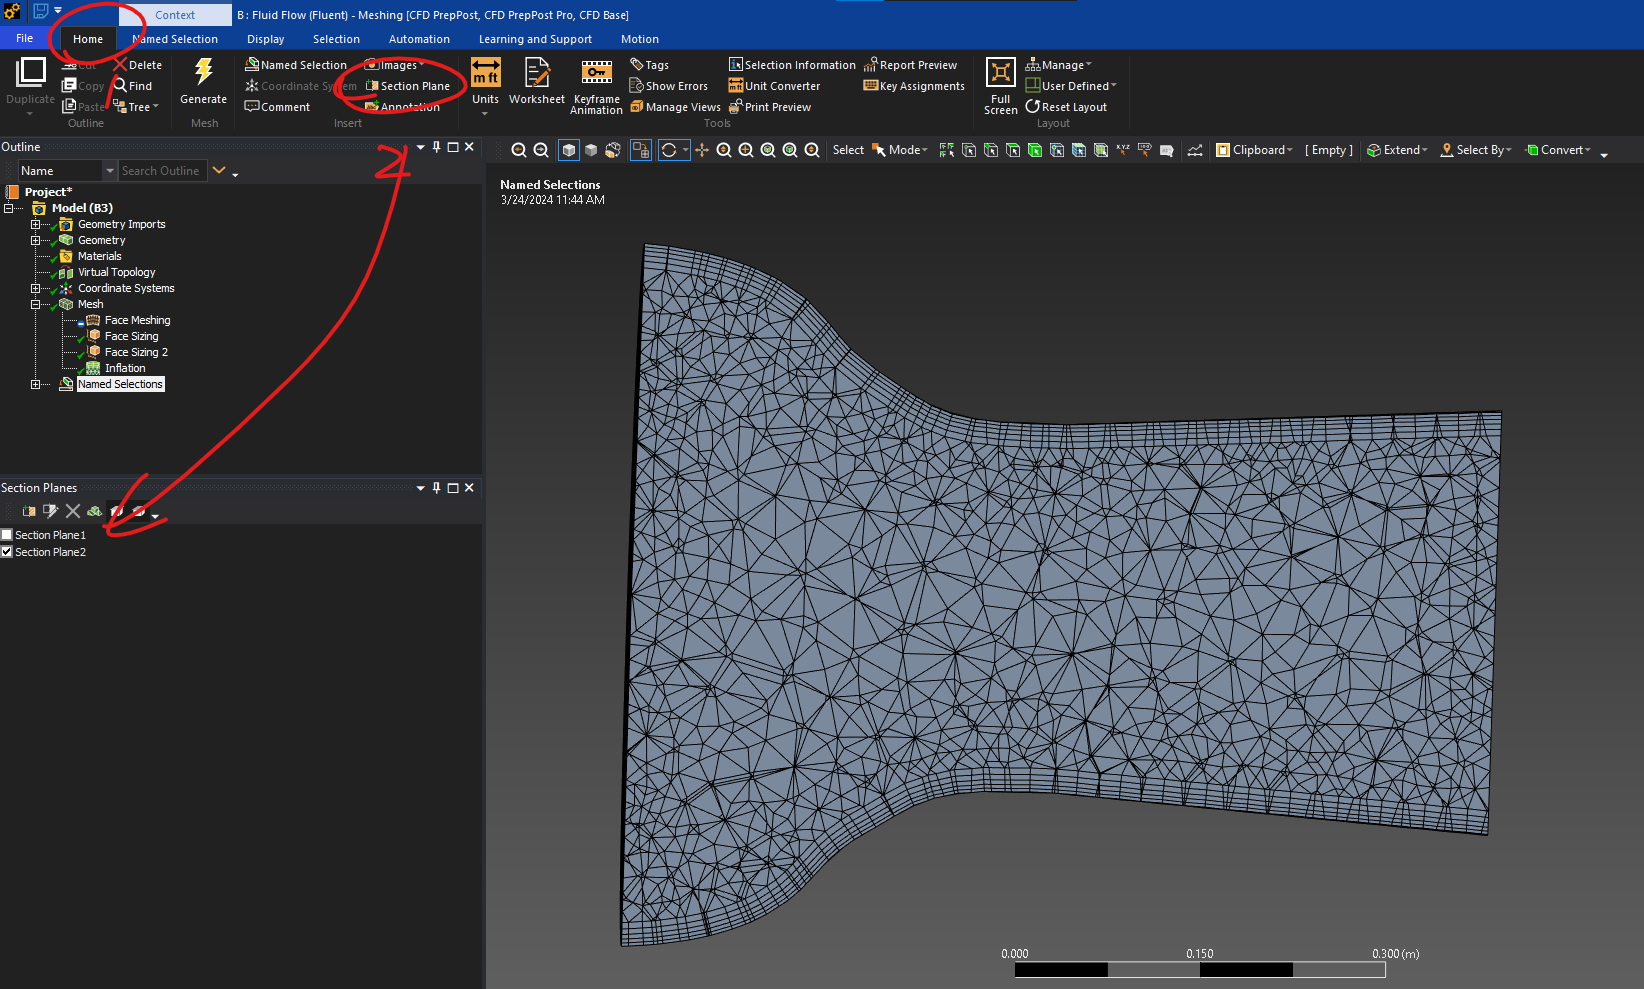 Context
B : Fluid Flow (Fluent) - Meshing [CFD PrepPost, CFD PrepPost Pro, CFD Base]
File Home Named Selection Display Selection Automation Learning and Support Motion
Duplicate
Cut
Copy
Paste
Delete
Find
Tree
Outline
Generate
Mesh
Named Selection
Coordinate System
Comment
Images
Section Plane
Annotation
Insert
Units
Worksheet
Keyframe
Animation
Tags
Show Errors
Manage Views
Selection Information
Unit Converter
Print Preview
Report Preview
Key Assignments
Tools
Full
Screen
Manage
User Defined
Reset Layout
Layout
Outline
Name Search Outline
Select Mode Clipboard [ Empty ] Extend Select By Convert
Project*
Model (B3)
Geometry Imports
Geometry
Materials
Virtual Topology
Coordinate Systems
Mesh
Face Meshing
Face Sizing
Face Sizing 2
Inflation
Named Selections
Section Planes
Section Plane1
Section Plane2
Named Selections
3/24/2024 11:44 AM
0.000 0.150 0.300 (m)